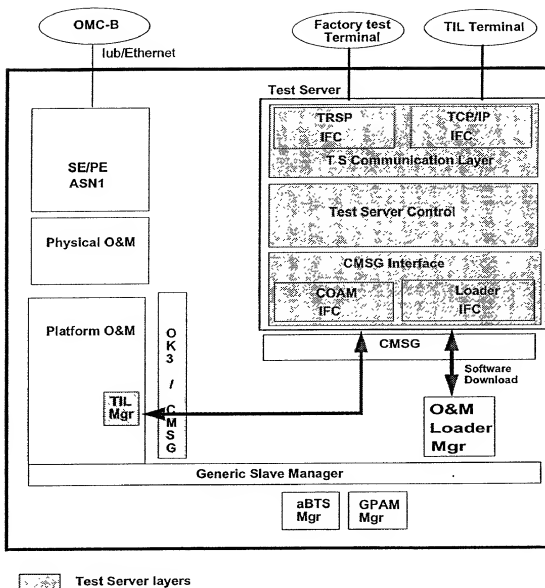 OMC-B
Factory test
Terminal
TIL Terminal
Iub/Ethernet
Test Server
TRSP
IFC
TCP/IP
IFC
T S Communication Layer
SE/PE
ASN1
Test Server Control
Physical O&M
CMSG Interface
COAM
IFC
Loader
IFC
Platform O&M
OK3 / CMSG
CMSG
Software
Download
TIL
Mgr
O&M
Loader
Mgr
Generic Slave Manager
aBTS
Mgr
GPAM
Mgr
Test Server layers